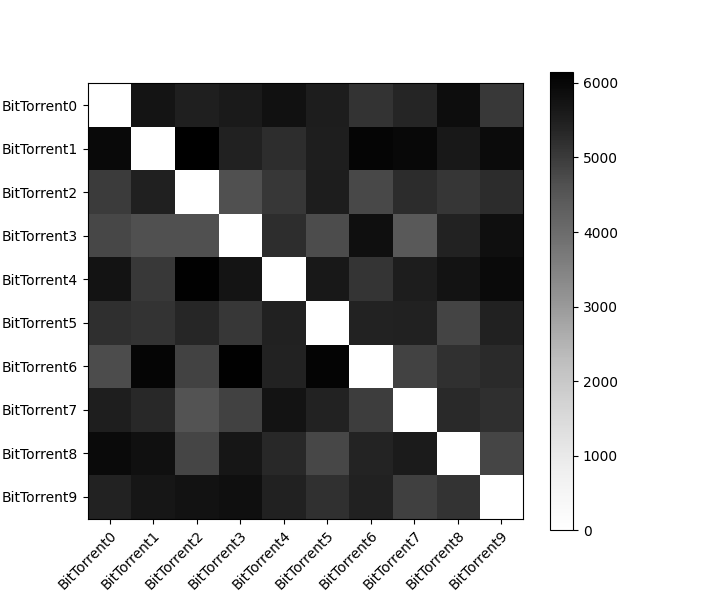 BitTorrent0
BitTorrent1
BitTorrent2
BitTorrent3
BitTorrent4
BitTorrent5
BitTorrent6
BitTorrent7
BitTorrent8
BitTorrent9
BitTorrent0
BitTorrent1
BitTorrent2
BitTorrent3
BitTorrent4
BitTorrent5
BitTorrent6
BitTorrent7
BitTorrent8
BitTorrent9
6000
5000
4000
3000
2000
1000
0